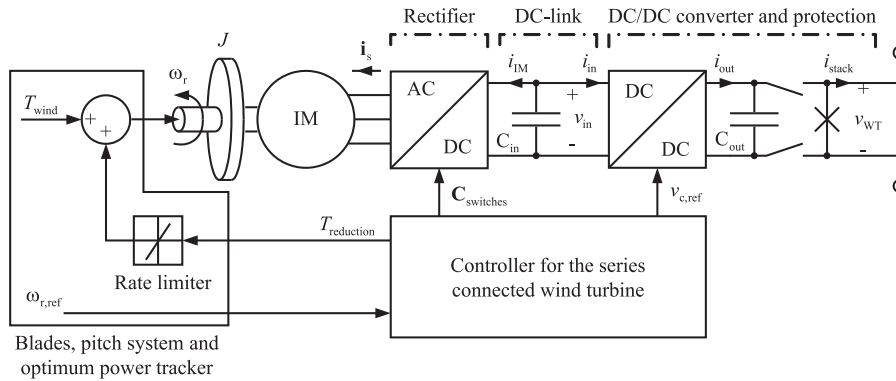 Rectifier
DC-link
DC/DC converter and protection
J
i_s
ω_r
i_IM
i_in
i_out
i_stack
T_wind
+
+
IM
AC
DC
C_in
+
v_in
-
DC
DC
C_out
+
v_WT
-
C_switches
v_c,ref
T_reduction
Rate limiter
Controller for the series
connected wind turbine
ω_r,ref
Blades, pitch system and
optimum power tracker